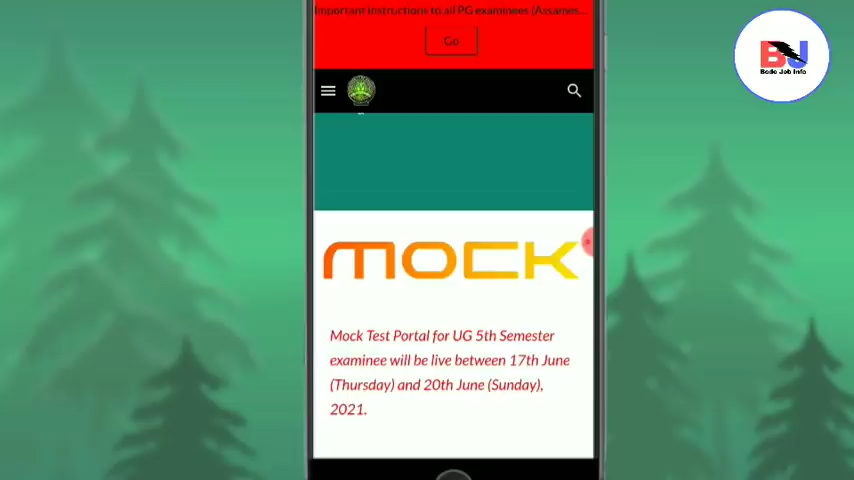 Important instructions to all PG examinees (Assames...
Go
BJ
Bodo Job Info
MOCK
Mock Test Portal for UG 5th Semester
examinee will be live between 17th June
(Thursday) and 20th June (Sunday),
2021.